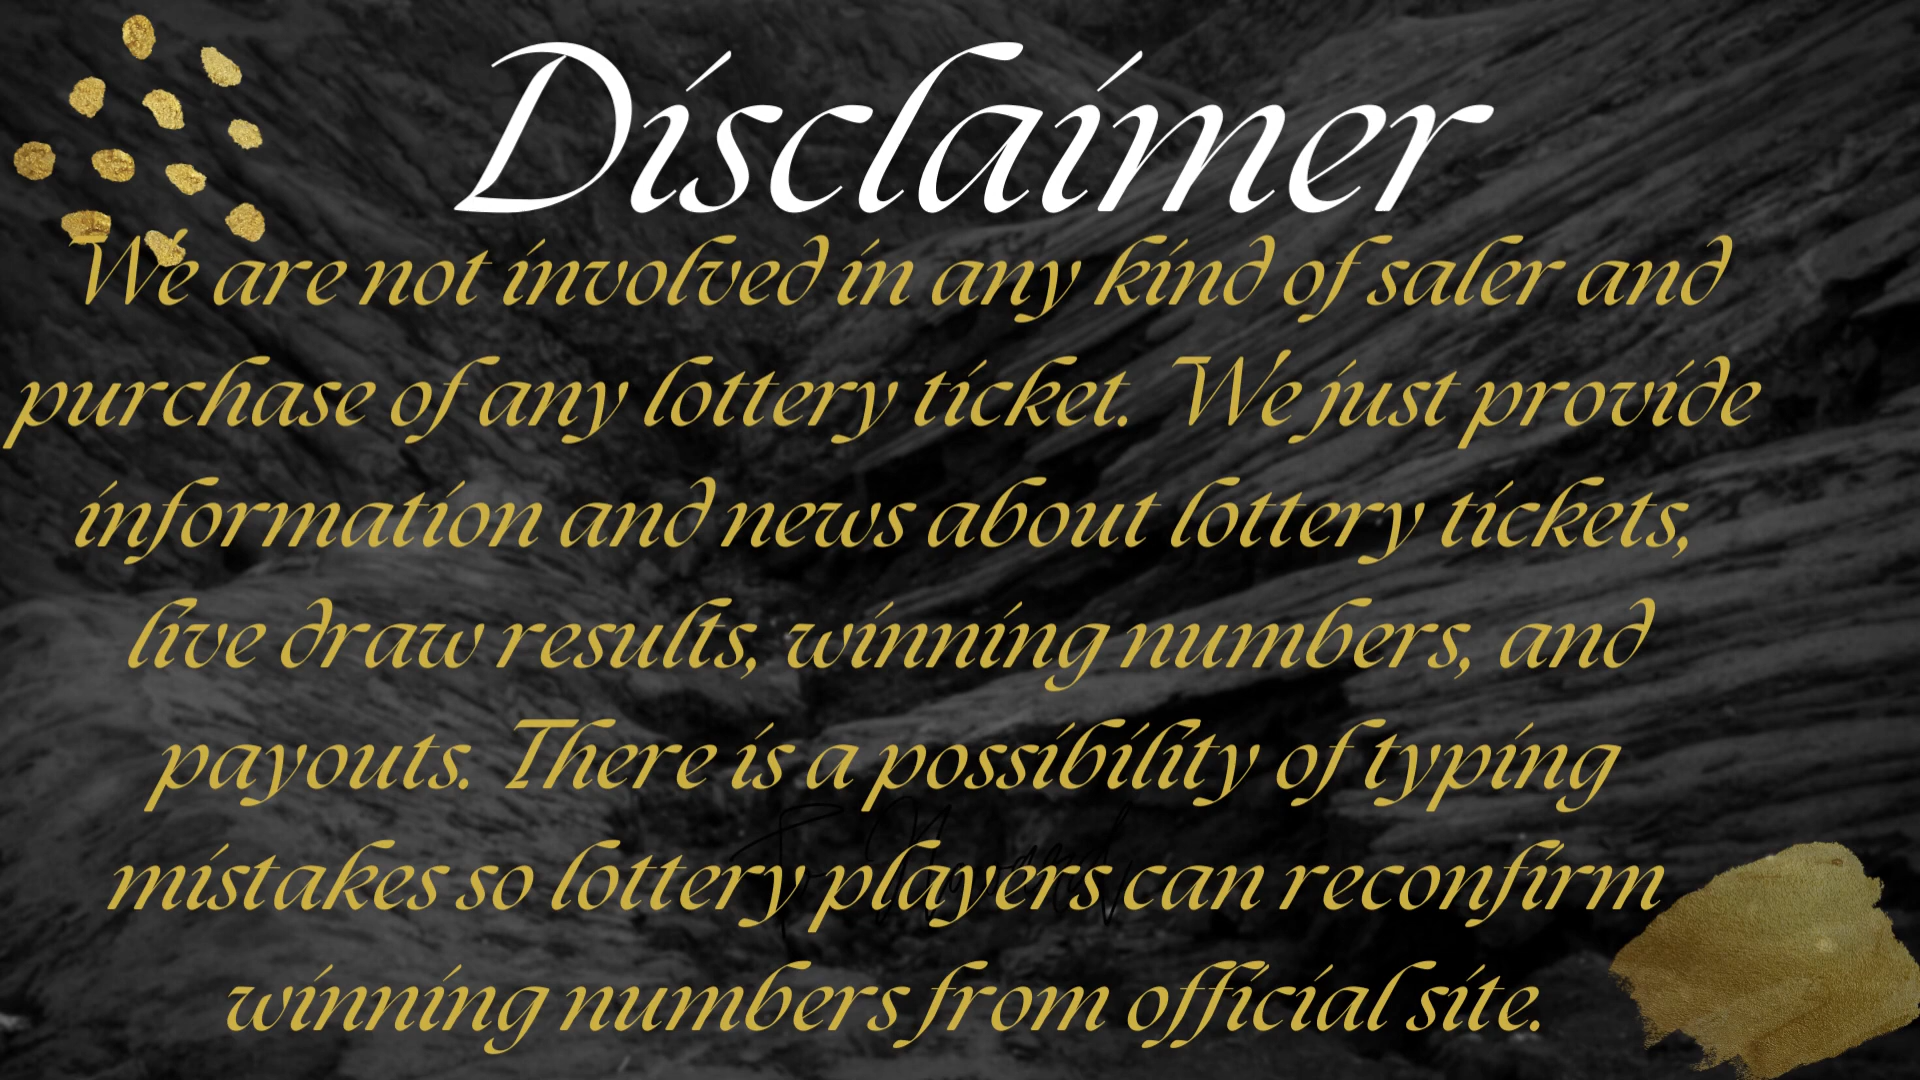 Disclaimer
We are not involved in any kind of saler and
purchase of any lottery ticket. We just provide
information and news about lottery tickets,
live draw results, winning numbers, and
payouts. There is a possibility of typing
mistakes so lottery players can reconfirm
winning numbers from official site.